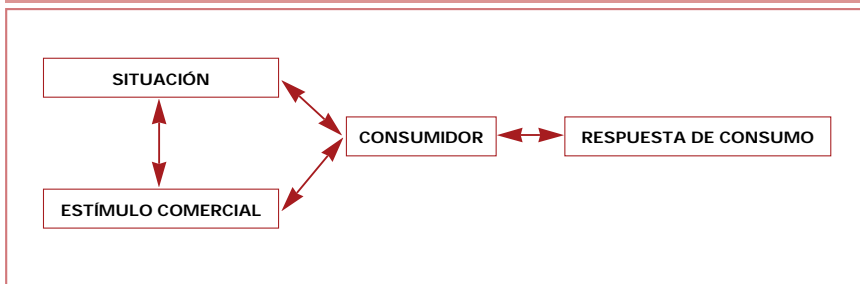 SITUACIÓN
CONSUMIDOR
RESPUESTA DE CONSUMO
ESTÍMULO COMERCIAL